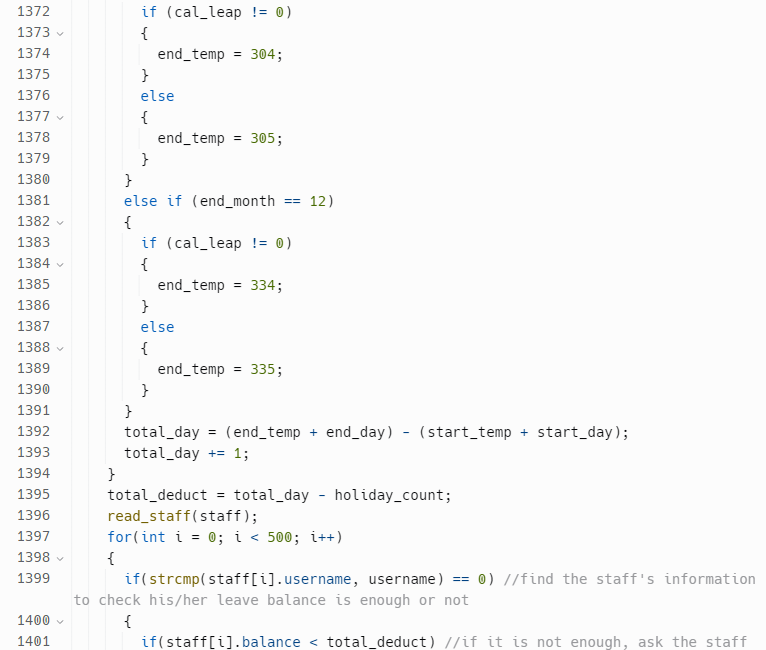 1372 if (cal_leap != 0)
1373 {
1374 end_temp = 304;
1375 }
1376 else
1377 {
1378 end_temp = 305;
1379 }
1380 }
1381 else if (end_month == 12)
1382 {
1383 if (cal_leap != 0)
1384 {
1385 end_temp = 334;
1386 }
1387 else
1388 {
1389 end_temp = 335;
1390 }
1391 }
1392 total_day = (end_temp + end_day) - (start_temp + start_day);
1393 total_day += 1;
1394 }
1395 total_deduct = total_day - holiday_count;
1396 read_staff(staff);
1397 for(int i = 0; i < 500; i++)
1398 {
1399 if(strcmp(staff[i].username, username) == 0) //find the staff's information
to check his/her leave balance is enough or not
1400 {
1401 if(staff[i].balance < total_deduct) //if it is not enough, ask the staff